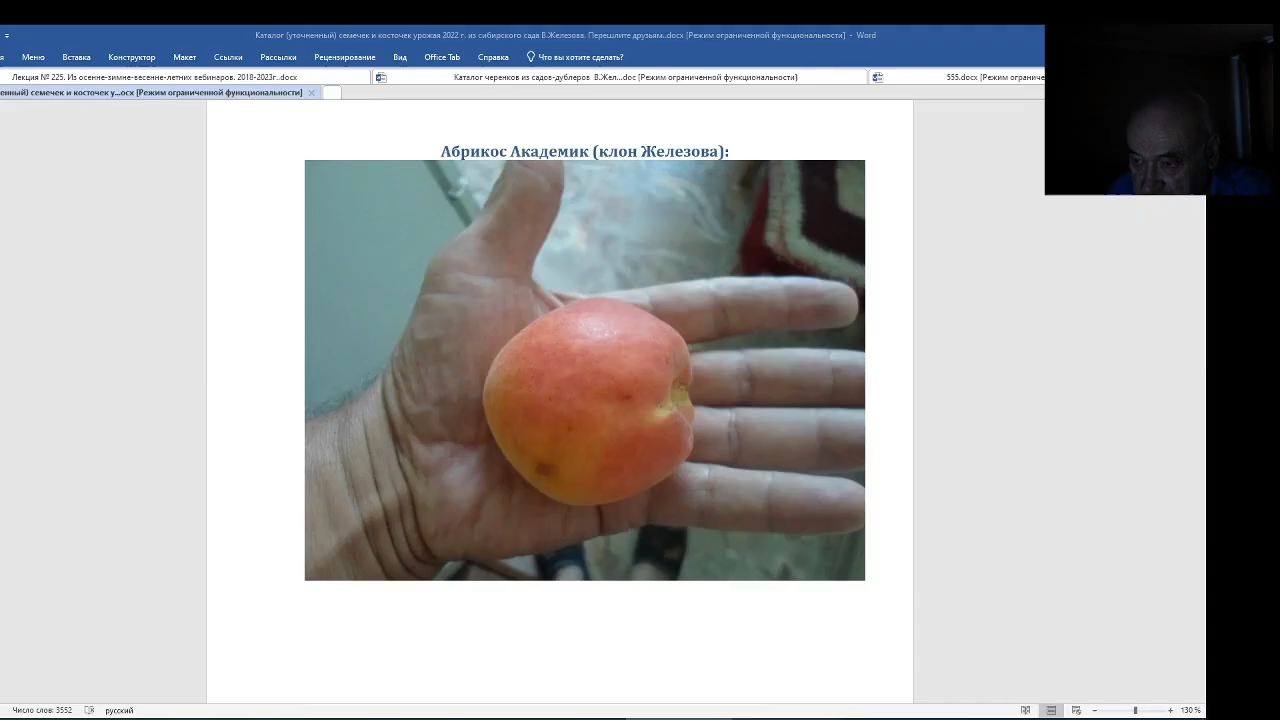 Каталог (уточненный) семечек и косточек урожая 2022 г. из сибирского сада В.Железова. Перешлите друзьям..docx [Режим ограниченной функциональности] - Word
Меню Вставка Конструктор Макет Ссылки Рассылки Рецензирование Вид Office Tab Справка Что вы хотите сделать?
Лекция № 225. Из осенне-зимне-весенне-летних вебинаров. 2018-2023г..docx Каталог черенков из садов-дублеров В.Жел...doc [Режим ограниченной функциональности] 555.docx [Режим ограниче
енный) семечек и косточек у...ocx [Режим ограниченной функциональности]
Абрикос Академик (клон Железова):
Число слов: 3552 русский 130 %